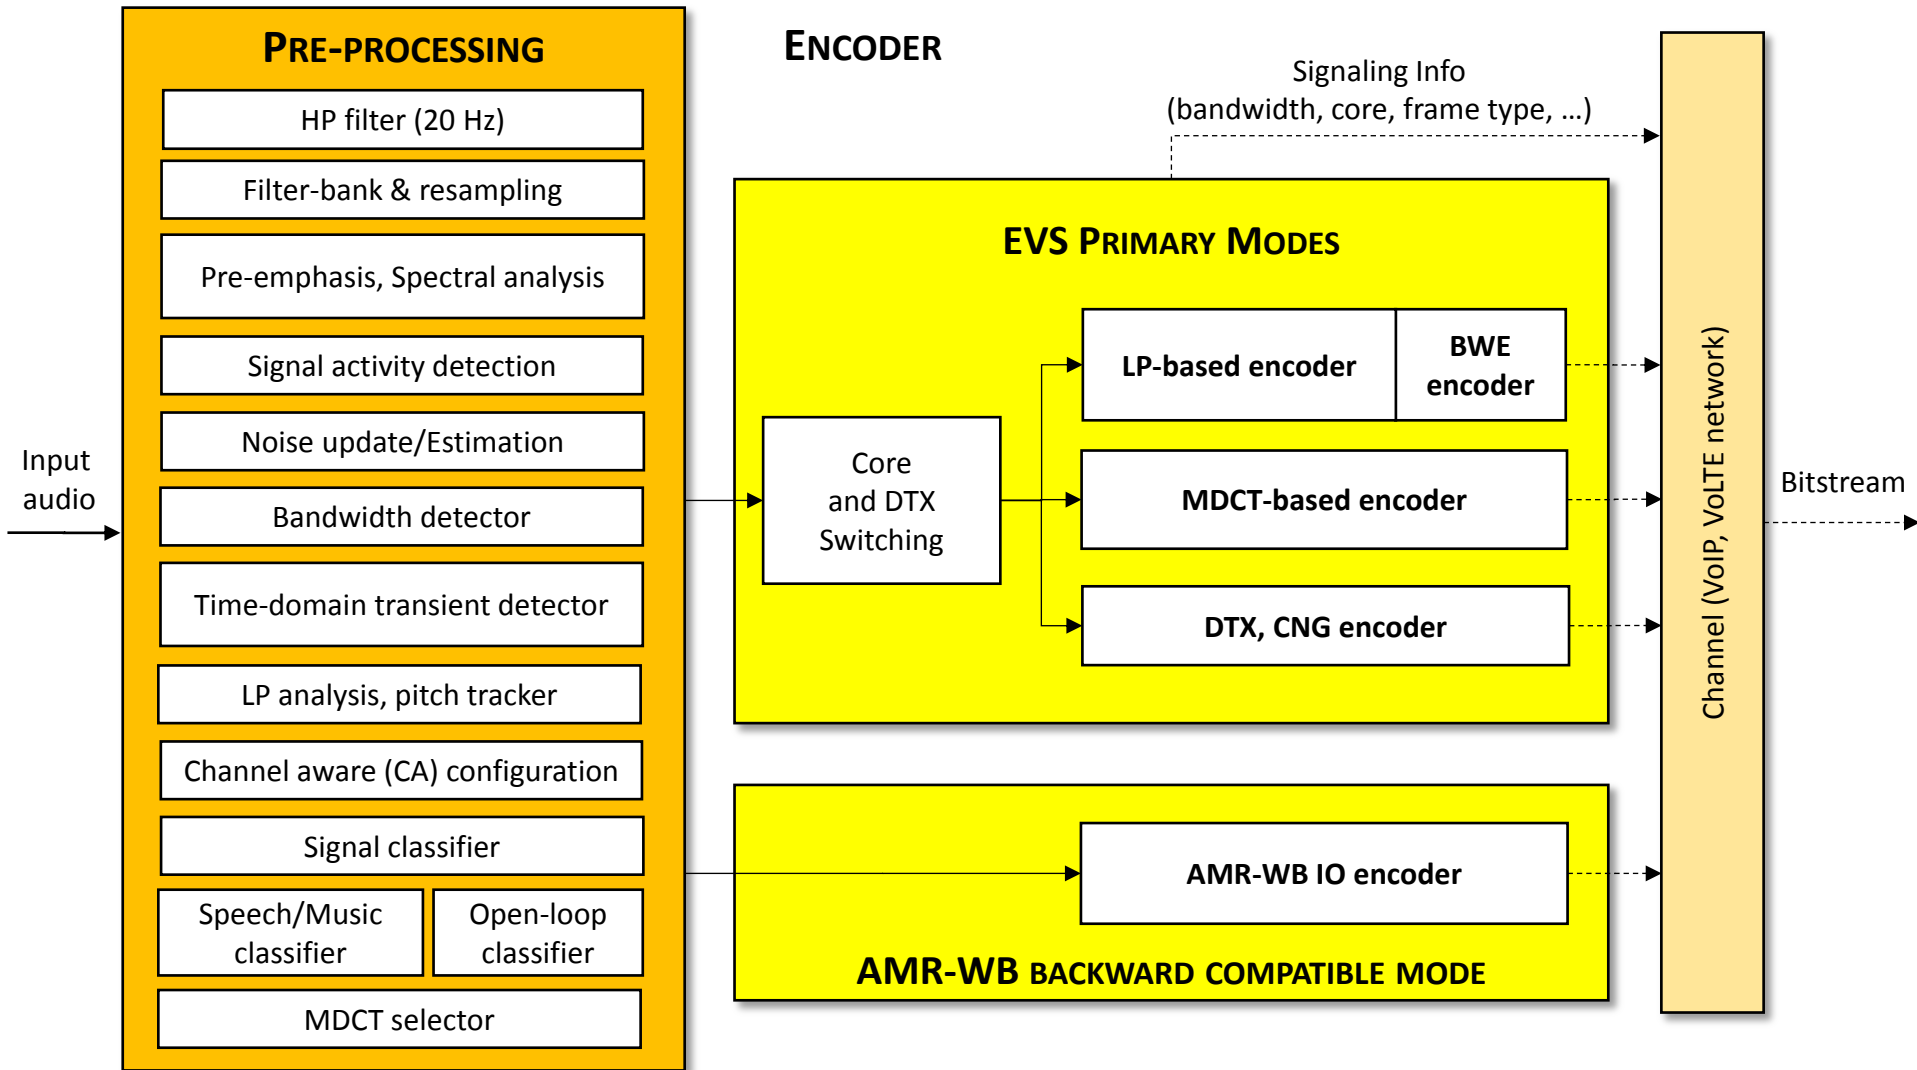 PRE-PROCESSING
HP filter (20 Hz)
Filter-bank & resampling
Pre-emphasis, Spectral analysis
Signal activity detection
Noise update/Estimation
Bandwidth detector
Time-domain transient detector
LP analysis, pitch tracker
Channel aware (CA) configuration
Signal classifier
Speech/Music
classifier
Open-loop
classifier
MDCT selector
Input
audio
ENCODER
Signaling Info
(bandwidth, core, frame type, ...)
EVS PRIMARY MODES
Core
and DTX
Switching
LP-based encoder
BWE
encoder
MDCT-based encoder
DTX, CNG encoder
AMR-WB IO encoder
AMR-WB BACKWARD COMPATIBLE MODE
Channel (VoIP, VoLTE network)
Bitstream